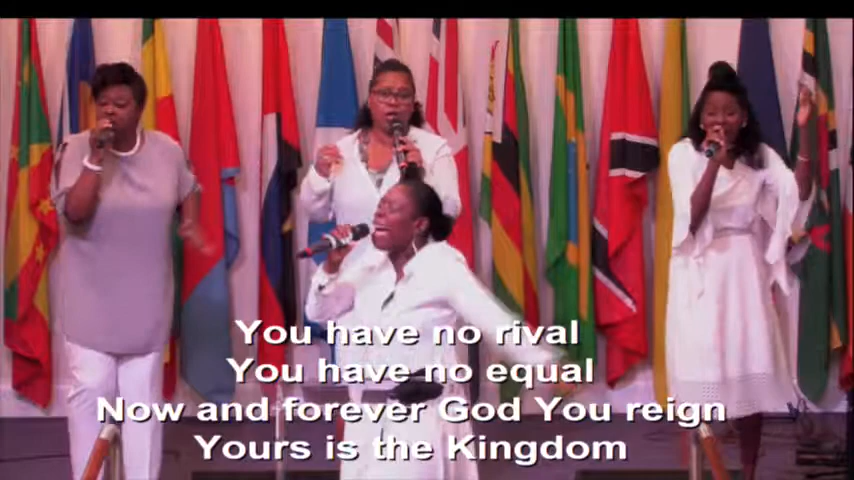 You have no rival
You have no equal
Now and forever God You reign
Yours is the Kingdom